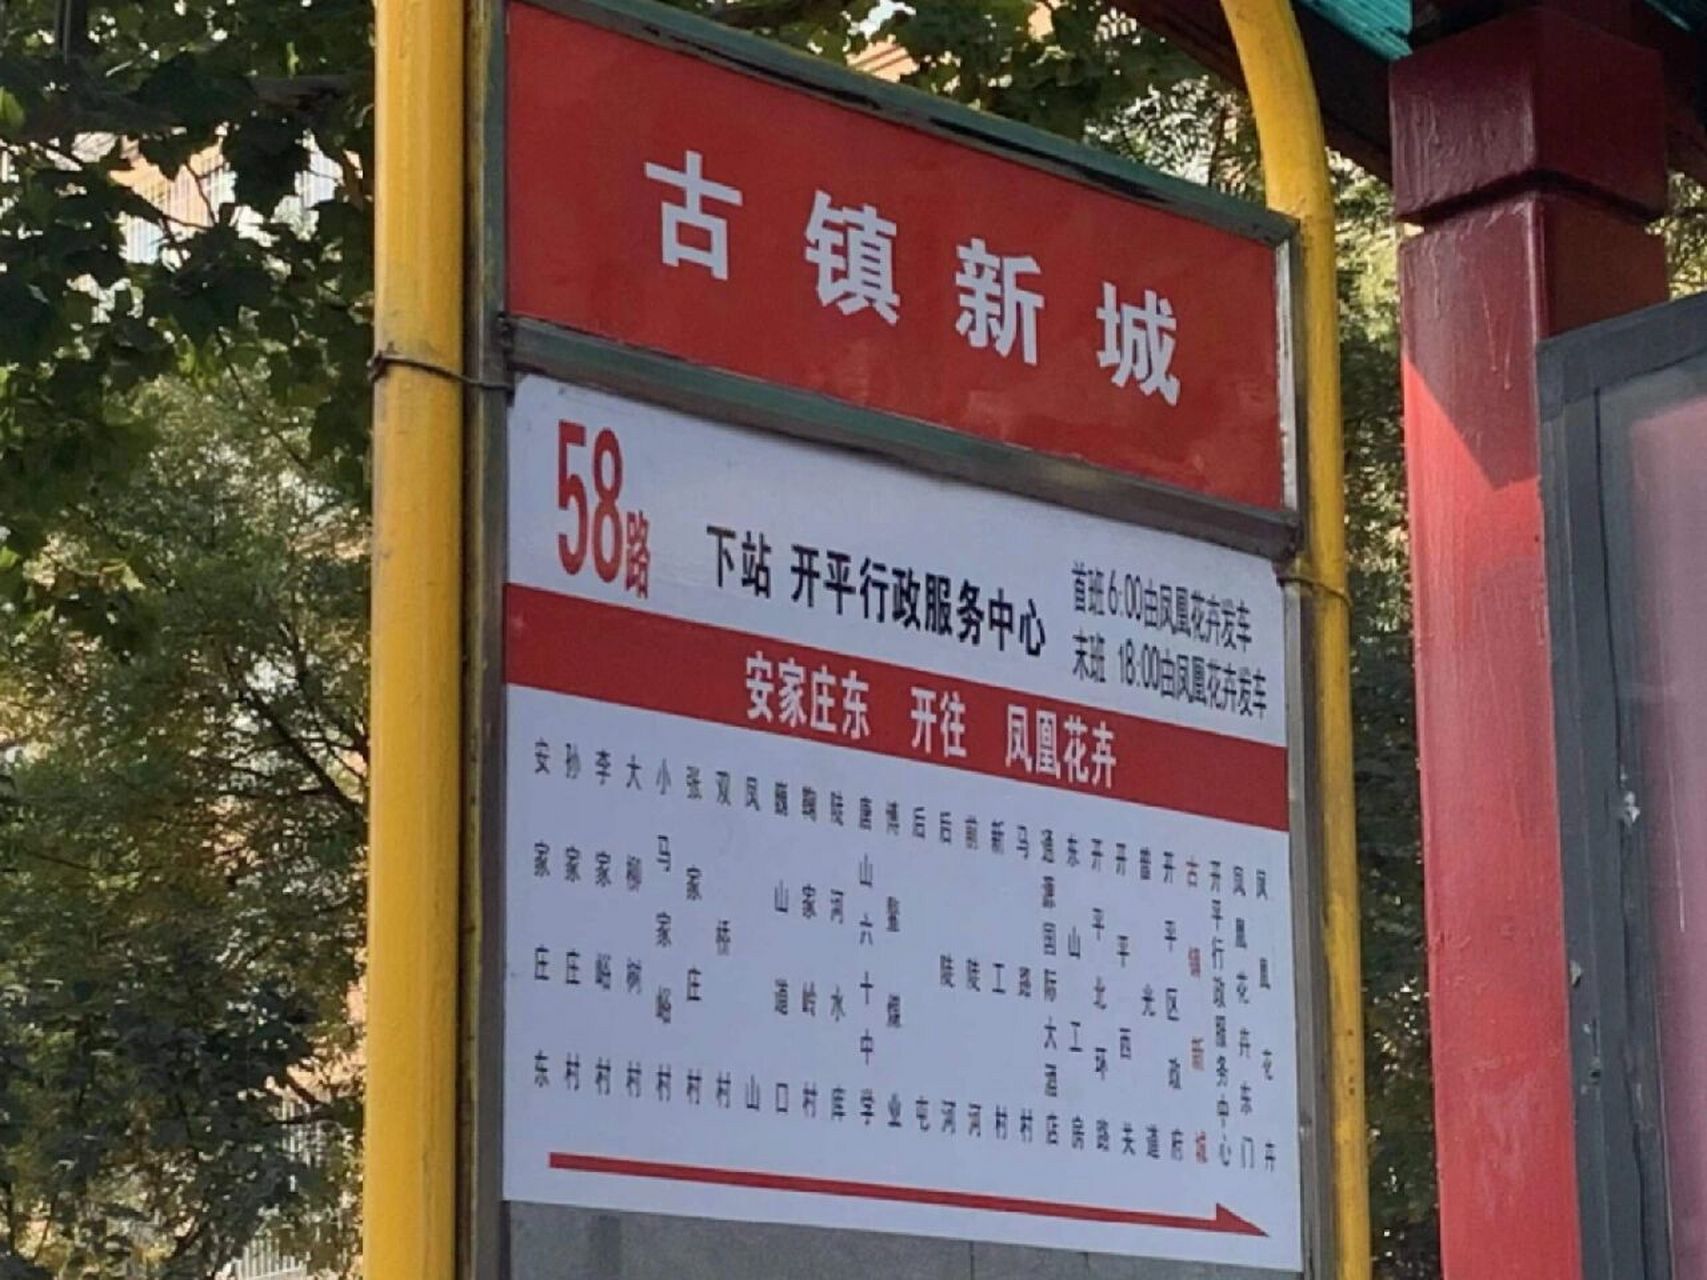 古镇新城
58路
下站 开平行政服务中心
首班 6:00由凤凰花卉发车
末班 18:00由凤凰花卉发车
安家庄东 开往 凤凰花卉
安家庄东
孙家庄村
李家峪村
大柳树村
小马家峪村
张家庄村
双桥村
凤山
巍山道口
鞠家岭村
陡河水库
唐山六十中学
博鳌煤业
后屯
后陡河
前陡河
新工村
马路村
通源国际大酒店
东山工房
开平北环路
开平西关
普光道
开平区政府
古镇新城
开平行政服务中心
凤凰花卉东门
凤凰花卉